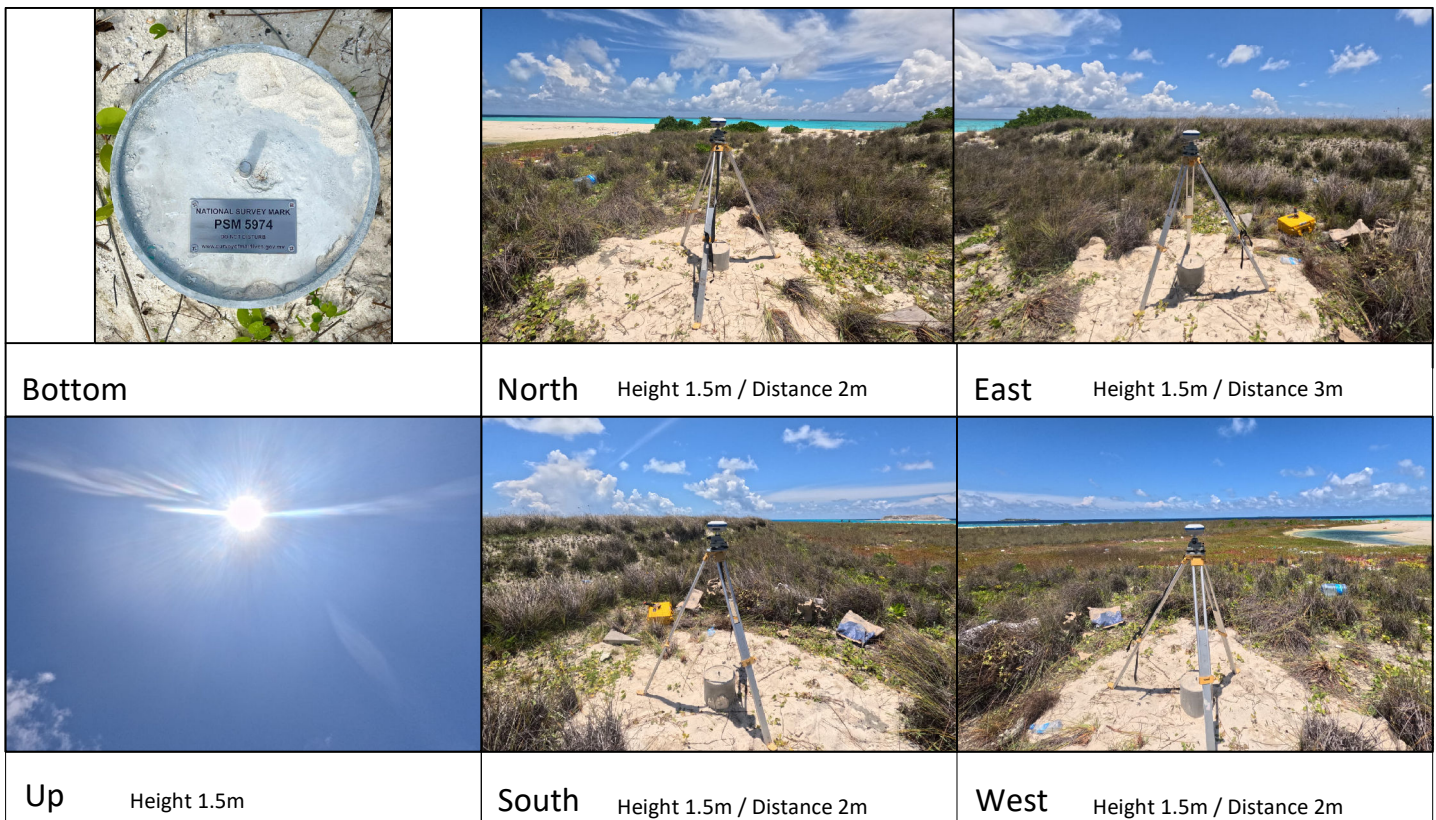 NATIONAL SURVEY MARK
PSM 5974
Bottom
North Height 1.5m / Distance 2m
East Height 1.5m / Distance 3m
Up Height 1.5m
South Height 1.5m / Distance 2m
West Height 1.5m / Distance 2m